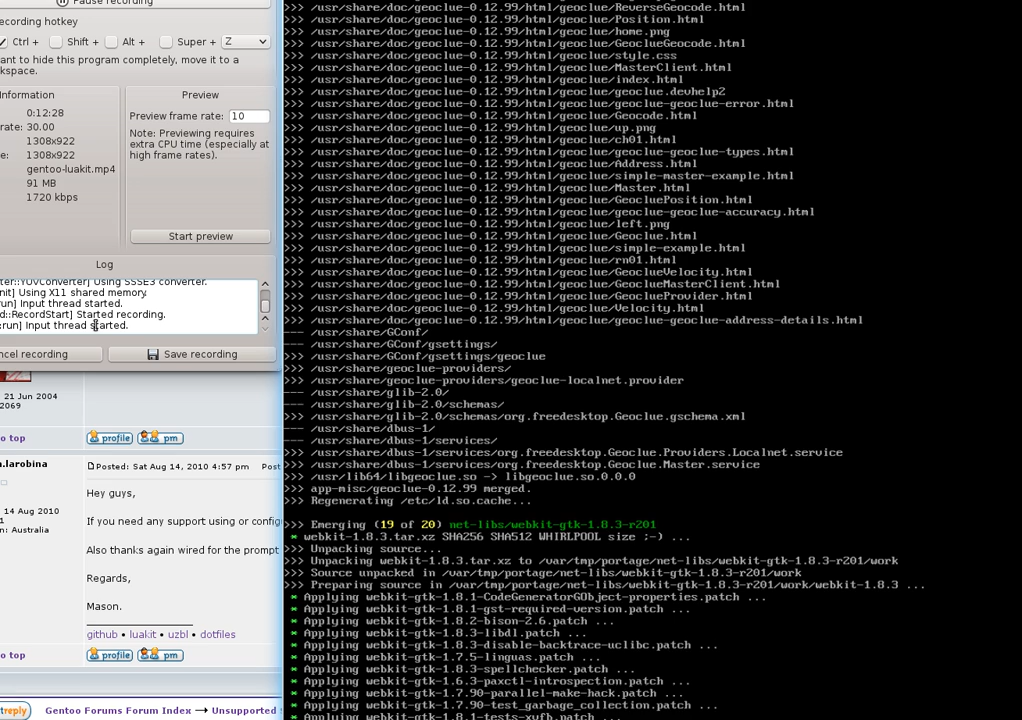 Pause recording
ecording hotkey
Ctrl + Shift + Alt + Super + Z
ant to hide this program completely, move it to a
kspace.
Information
0:12:28
rate: 30.00
1308x922
e: 1308x922
gentoo-luakit.mp4
91 MB
1720 kbps
Preview
Preview frame rate: 10
Note: Previewing requires
extra CPU time (especially at
high frame rates).
Start preview
Log
ter::YUVConverter] Using SSSE3 converter.
nit] Using X11 shared memory.
run] Input thread started.
d::RecordStart] Started recording.
:run] Input thread started.
ncel recording
Save recording
21 Jun 2004
2069
o top
profile pm
n.larobina
14 Aug 2010
1
n: Australia
Posted: Sat Aug 14, 2010 4:57 pm Post
Hey guys,
If you need any support using or config
Also thanks again wired for the prompt
Regards,
Mason.
github • luakit • uzbl • dotfiles
o top
profile pm
treply
Gentoo Forums Forum Index → Unsupported
>>> /usr/share/doc/geoclue-0.12.99/html/geoclue/ReverseGeocode.html
>>> /usr/share/doc/geoclue-0.12.99/html/geoclue/Position.html
>>> /usr/share/doc/geoclue-0.12.99/html/geoclue/home.png
>>> /usr/share/doc/geoclue-0.12.99/html/geoclue/GeoclueGeocode.html
>>> /usr/share/doc/geoclue-0.12.99/html/geoclue/style.css
>>> /usr/share/doc/geoclue-0.12.99/html/geoclue/MasterClient.html
>>> /usr/share/doc/geoclue-0.12.99/html/geoclue/index.html
>>> /usr/share/doc/geoclue-0.12.99/html/geoclue/geoclue.devhelp2
>>> /usr/share/doc/geoclue-0.12.99/html/geoclue/geoclue-geoclue-error.html
>>> /usr/share/doc/geoclue-0.12.99/html/geoclue/Geocode.html
>>> /usr/share/doc/geoclue-0.12.99/html/geoclue/up.png
>>> /usr/share/doc/geoclue-0.12.99/html/geoclue/ch01.html
>>> /usr/share/doc/geoclue-0.12.99/html/geoclue/geoclue-geoclue-types.html
>>> /usr/share/doc/geoclue-0.12.99/html/geoclue/Address.html
>>> /usr/share/doc/geoclue-0.12.99/html/geoclue/simple-master-example.html
>>> /usr/share/doc/geoclue-0.12.99/html/geoclue/Master.html
>>> /usr/share/doc/geoclue-0.12.99/html/geoclue/GeocluePosition.html
>>> /usr/share/doc/geoclue-0.12.99/html/geoclue/geoclue-geoclue-accuracy.html
>>> /usr/share/doc/geoclue-0.12.99/html/geoclue/left.png
>>> /usr/share/doc/geoclue-0.12.99/html/geoclue/Geoclue.html
>>> /usr/share/doc/geoclue-0.12.99/html/geoclue/simple-example.html
>>> /usr/share/doc/geoclue-0.12.99/html/geoclue/rn01.html
>>> /usr/share/doc/geoclue-0.12.99/html/geoclue/GeoclueVelocity.html
>>> /usr/share/doc/geoclue-0.12.99/html/geoclue/GeoclueMasterClient.html
>>> /usr/share/doc/geoclue-0.12.99/html/geoclue/GeoclueProvider.html
>>> /usr/share/doc/geoclue-0.12.99/html/geoclue/Velocity.html
>>> /usr/share/doc/geoclue-0.12.99/html/geoclue/geoclue-geoclue-address-details.html
--- /usr/share/GConf/
--- /usr/share/GConf/gsettings/
>>> /usr/share/GConf/gsettings/geoclue
>>> /usr/share/geoclue-providers/
>>> /usr/share/geoclue-providers/geoclue-localnet.provider
--- /usr/share/glib-2.0/
--- /usr/share/glib-2.0/schemas/
>>> /usr/share/glib-2.0/schemas/org.freedesktop.Geoclue.gschema.xml
--- /usr/share/dbus-1/
--- /usr/share/dbus-1/services/
>>> /usr/share/dbus-1/services/org.freedesktop.Geoclue.Providers.Localnet.service
>>> /usr/share/dbus-1/services/org.freedesktop.Geoclue.Master.service
>>> /usr/lib64/libgeoclue.so -> libgeoclue.so.0.0.0
>>> app-misc/geoclue-0.12.99 merged.
>>> Regenerating /etc/ld.so.cache...
>>> Emerging (19 of 20) net-libs/webkit-gtk-1.8.3-r201
* webkit-1.8.3.tar.xz SHA256 SHA512 WHIRLPOOL size ;-) ...
>>> Unpacking source...
>>> Unpacking webkit-1.8.3.tar.xz to /var/tmp/portage/net-libs/webkit-gtk-1.8.3-r201/work
>>> Source unpacked in /var/tmp/portage/net-libs/webkit-gtk-1.8.3-r201/work
>>> Preparing source in /var/tmp/portage/net-libs/webkit-gtk-1.8.3-r201/work/webkit-1.8.3 ...
* Applying webkit-gtk-1.8.1-CodeGeneratorGObject-properties.patch ...
* Applying webkit-gtk-1.8.1-gst-required-version.patch ...
* Applying webkit-gtk-1.8.2-bison-2.6.patch ...
* Applying webkit-gtk-1.8.3-libdl.patch ...
* Applying webkit-gtk-1.8.3-disable-backtrace-uclibc.patch ...
* Applying webkit-gtk-1.7.5-linguas.patch ...
* Applying webkit-gtk-1.8.3-spellchecker.patch ...
* Applying webkit-gtk-1.6.3-paxctl-introspection.patch ...
* Applying webkit-gtk-1.7.90-parallel-make-hack.patch ...
* Applying webkit-gtk-1.7.90-test_garbage_collection.patch ...
* Applying webkit-gtk-1.8.1-tests-xvfb.patch ...